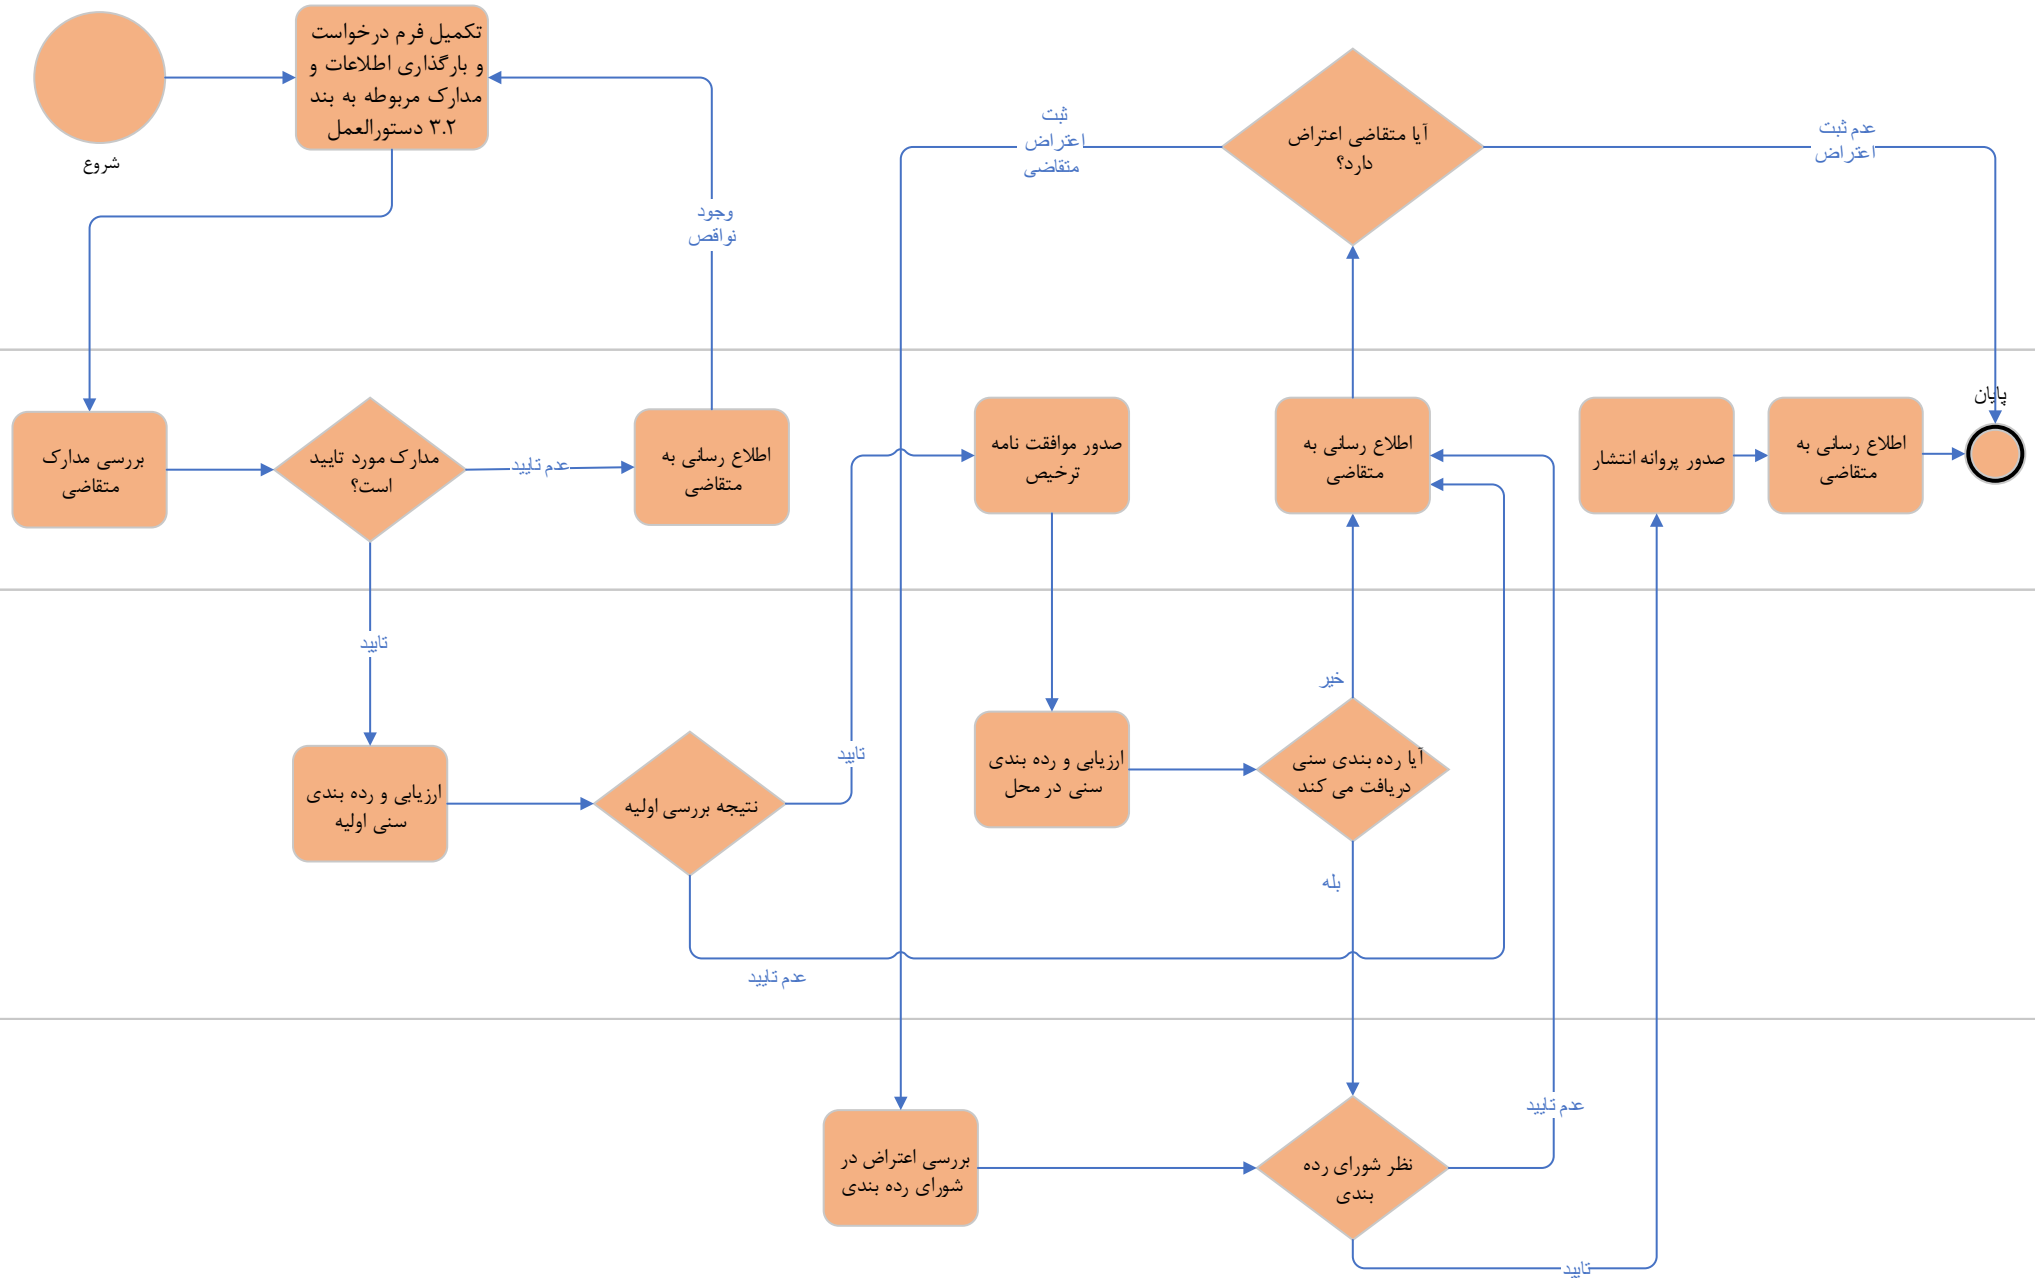 تکمیل فرم درخواست
و بارگذاری اطلاعات و
مدارک مربوطه به بند
۳.۲ دستورالعمل
شروع
وجود
نواقص
ثبت
اعتراض
متقاضی
آیا متقاضی اعتراض
دارد؟
عدم ثبت
اعتراض
بررسی مدارک
متقاضی
مدارک مورد تایید
است؟
عدم تایید
اطلاع رسانی به
متقاضی
صدور موافقت نامه
ترخیص
اطلاع رسانی به
متقاضی
صدور پروانه انتشار
اطلاع رسانی به
متقاضی
پایان
تایید
ارزیابی و رده بندی
سنی اولیه
نتیجه بررسی اولیه
تایید
عدم تایید
ارزیابی و رده بندی
سنی در محل
خیر
آیا رده بندی سنی
دریافت می کند
بله
بررسی اعتراض در
شورای رده بندی
نظر شورای رده
بندی
عدم تایید
تایید